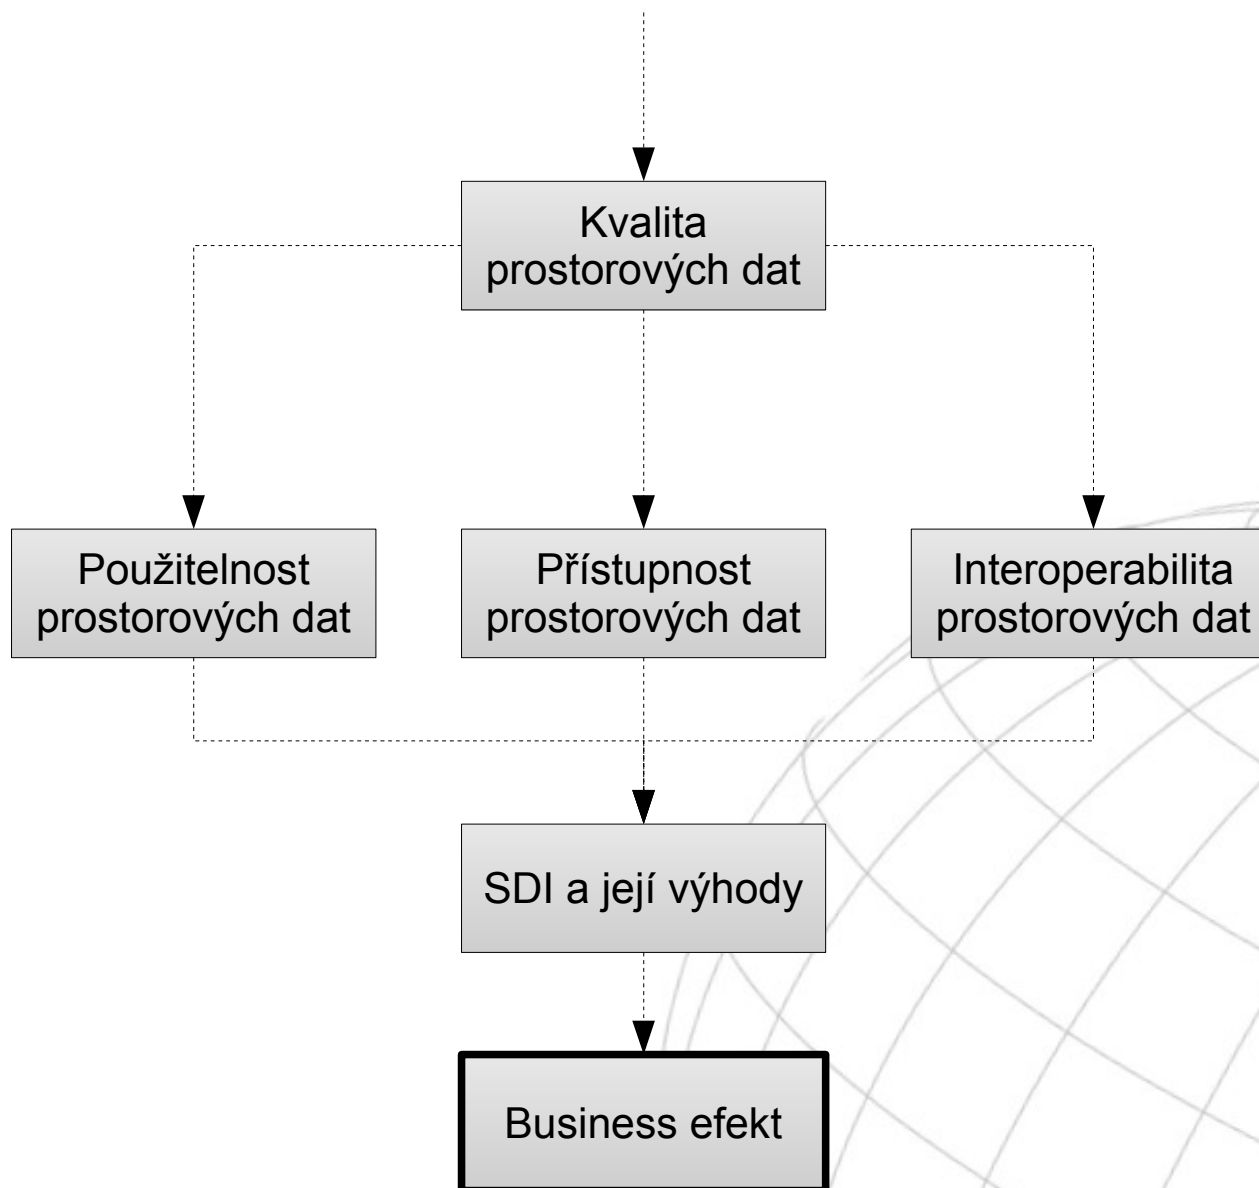 Kvalita
prostorových dat
Použitelnost
prostorových dat
Přístupnost
prostorových dat
Interoperabilita
prostorových dat
SDI a její výhody
Business efekt